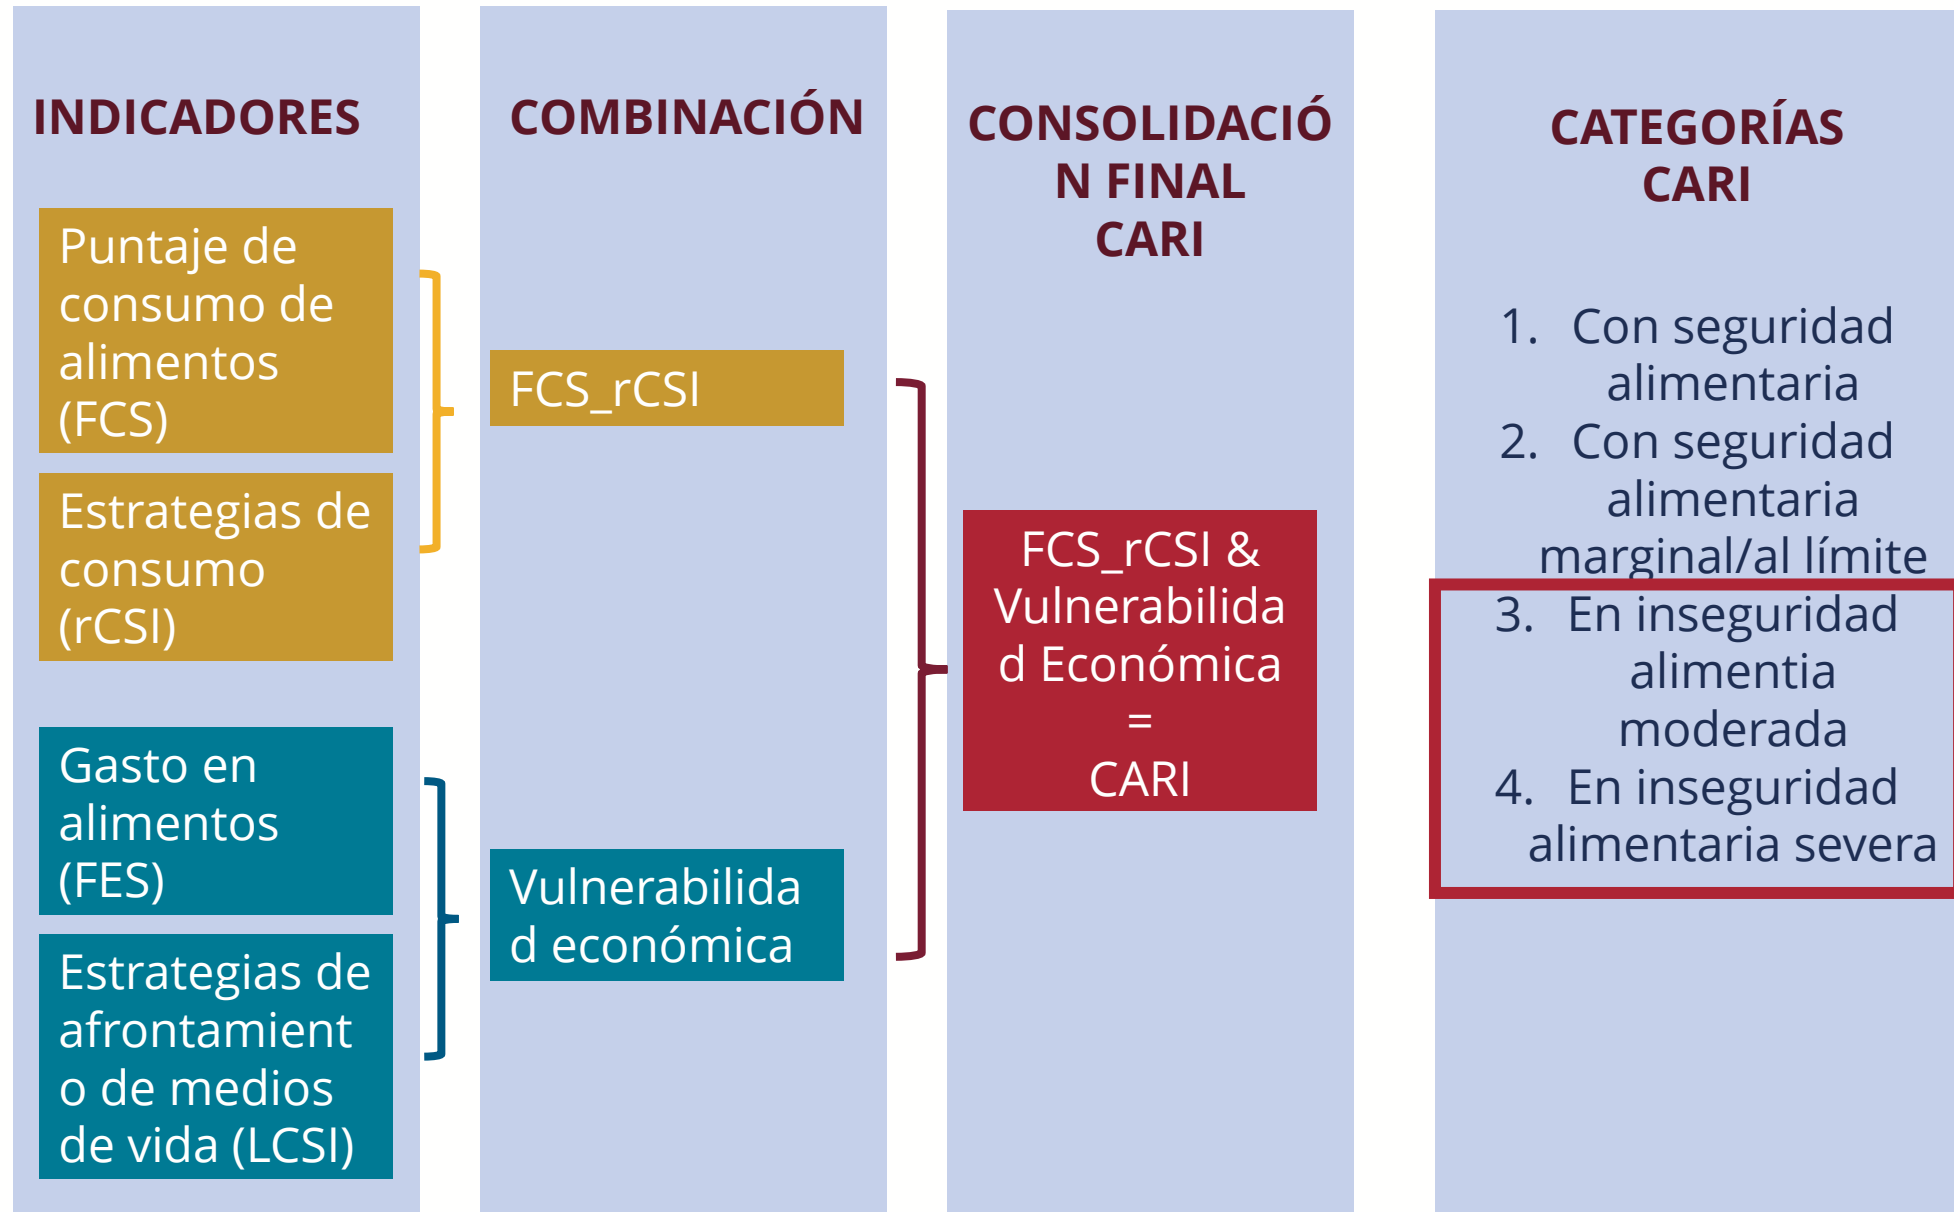 INDICADORES
Puntaje de
consumo de
alimentos
(FCS)
Estrategias de
consumo
(rCSI)
Gasto en
alimentos
(FES)
Estrategias de
afrontamient
o de medios
de vida (LCSI)
COMBINACIÓN
FCS_rCSI
Vulnerabilida
d económica
CONSOLIDACIÓ
N FINAL
CARI
FCS_rCSI &
Vulnerabilida
d Económica
=
CARI
CATEGORÍAS
CARI
1. Con seguridad
alimentaria
2. Con seguridad
alimentaria
marginal/al límite
3. En inseguridad
alimentia
moderada
4. En inseguridad
alimentaria severa